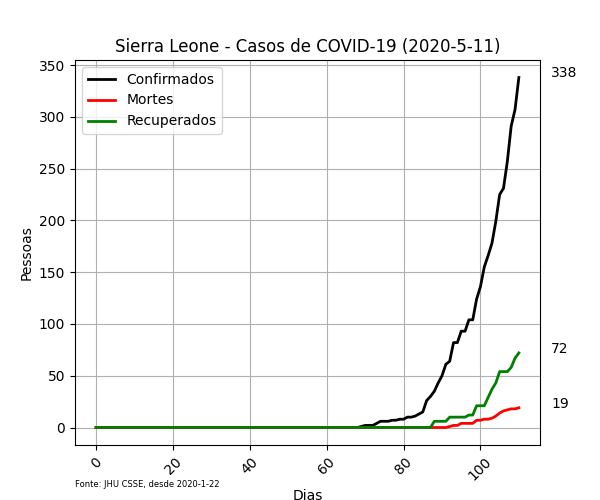 Sierra Leone - Casos de COVID-19 (2020-5-11)
350
300
250
200
150
100
50
0
Pessoas
Confirmados
Mortes
Recuperados
338
72
19
0
20
40
60
80
100
Fonte: JHU CSSE, desde 2020-1-22
Dias